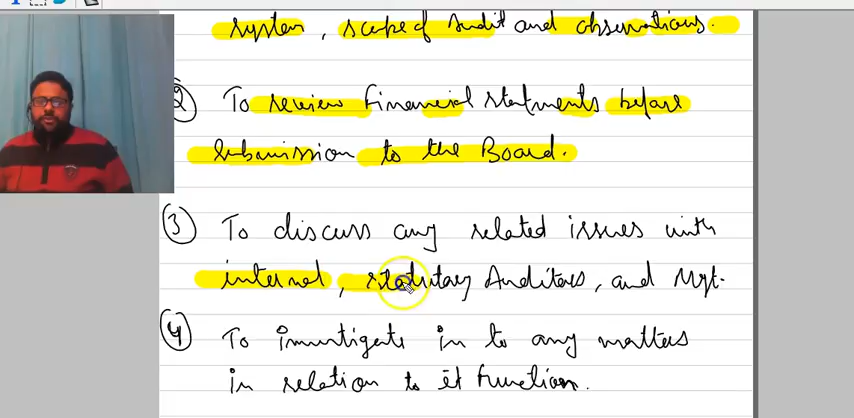 system, scope of Audit and observations.
② To review Financial statments before
submission to the Board.
③ To discuss any related issues with
internal, statutary Auditors, and Mgt.
④ To investigate in to any matters
in relation to it Function.